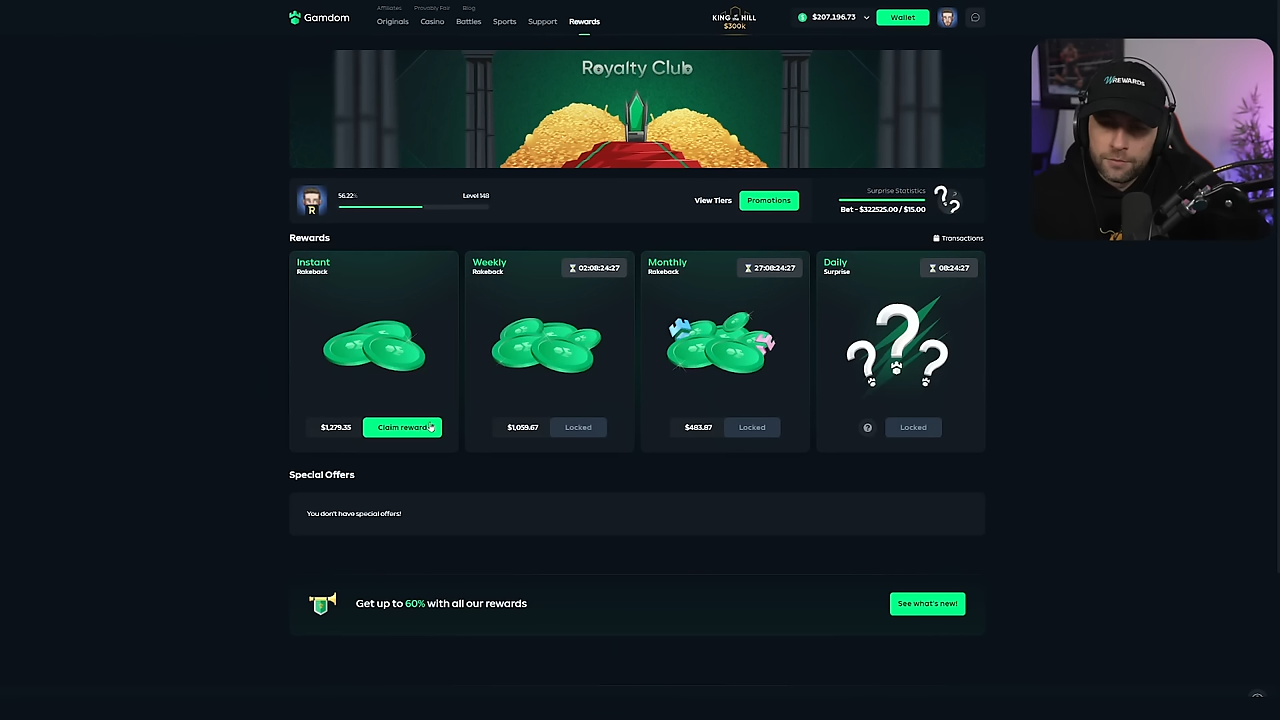 Gamdom
Affiliates Provably Fair Blog
Originals Casino Battles Sports Support Rewards
KING OF THE HILL
$300k
$207,196.73
Wallet
Royalty Club
WREWARDS
R
56.22%
Level 148
View Tiers
Promotions
Surprise Statistics
Bet - $322525.00 / $15.00
Rewards
Transactions
Instant
Rakeback
Weekly
Rakeback
02:08:24:27
Monthly
Rakeback
27:08:24:27
Daily
Surprise
08:24:27
$1,279.35
Claim reward
$1,059.67
Locked
$483.87
Locked
?
Locked
Special Offers
You don't have special offers!
Get up to 60% with all our rewards
See what's new!